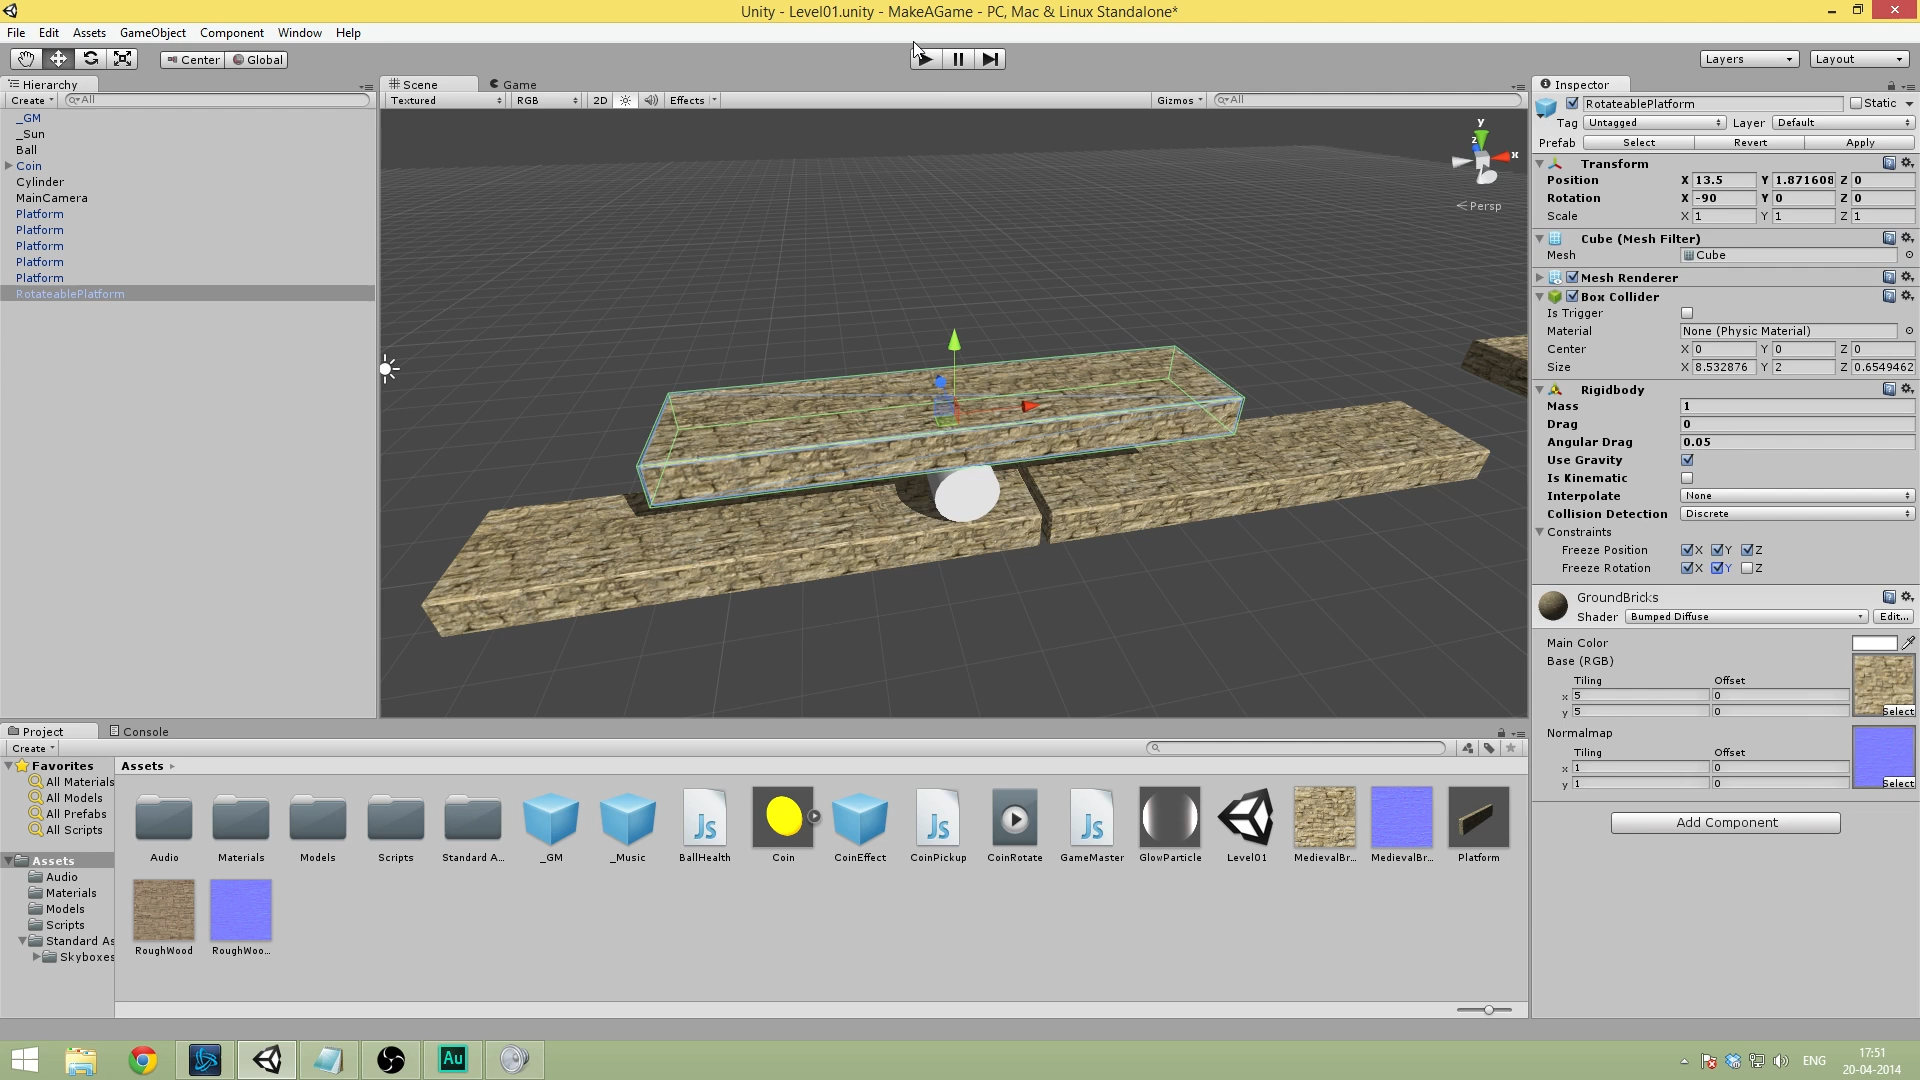 Unity - Level01.unity - MakeAGame - PC, Mac & Linux Standalone*
File Edit Assets GameObject Component Window Help
Center Global Layers Layout
Hierarchy
Create All
_GM
_Sun
Ball
Coin
Cylinder
MainCamera
Platform
Platform
Platform
Platform
Platform
RotateablePlatform
Scene Game
Textured RGB 2D Effects Gizmos All
y
z
x
Persp
Inspector
RotateablePlatform Static
Tag Untagged Layer Default
Prefab Select Revert Apply
Transform
Position X 13.5 Y 1.871608 Z 0
Rotation X -90 Y 0 Z 0
Scale X 1 Y 1 Z 1
Cube (Mesh Filter)
Mesh Cube
Mesh Renderer
Box Collider
Is Trigger
Material None (Physic Material)
Center X 0 Y 0 Z 0
Size X 8.532876 Y 2 Z 0.6549462
Rigidbody
Mass 1
Drag 0
Angular Drag 0.05
Use Gravity
Is Kinematic
Interpolate None
Collision Detection Discrete
Constraints
Freeze Position X Y Z
Freeze Rotation X Y Z
GroundBricks
Shader Bumped Diffuse Edit...
Main Color
Base (RGB)
Tiling Offset
x 5 0
y 5 0
Select
Normalmap
Tiling Offset
x 1 0
y 1 0
Select
Add Component
Project Console
Create
Favorites
All Materials
All Models
All Prefabs
All Scripts
Assets
Audio
Materials
Models
Scripts
Standard As
Skyboxes
Assets
Audio Materials Models Scripts Standard A... _GM _Music BallHealth Coin CoinEffect CoinPickup CoinRotate GameMaster GlowParticle Level01 MedievalBr... MedievalBr... Platform
Js Js Js
RoughWood RoughWoo...
Au
ENG
17:51
20-04-2014